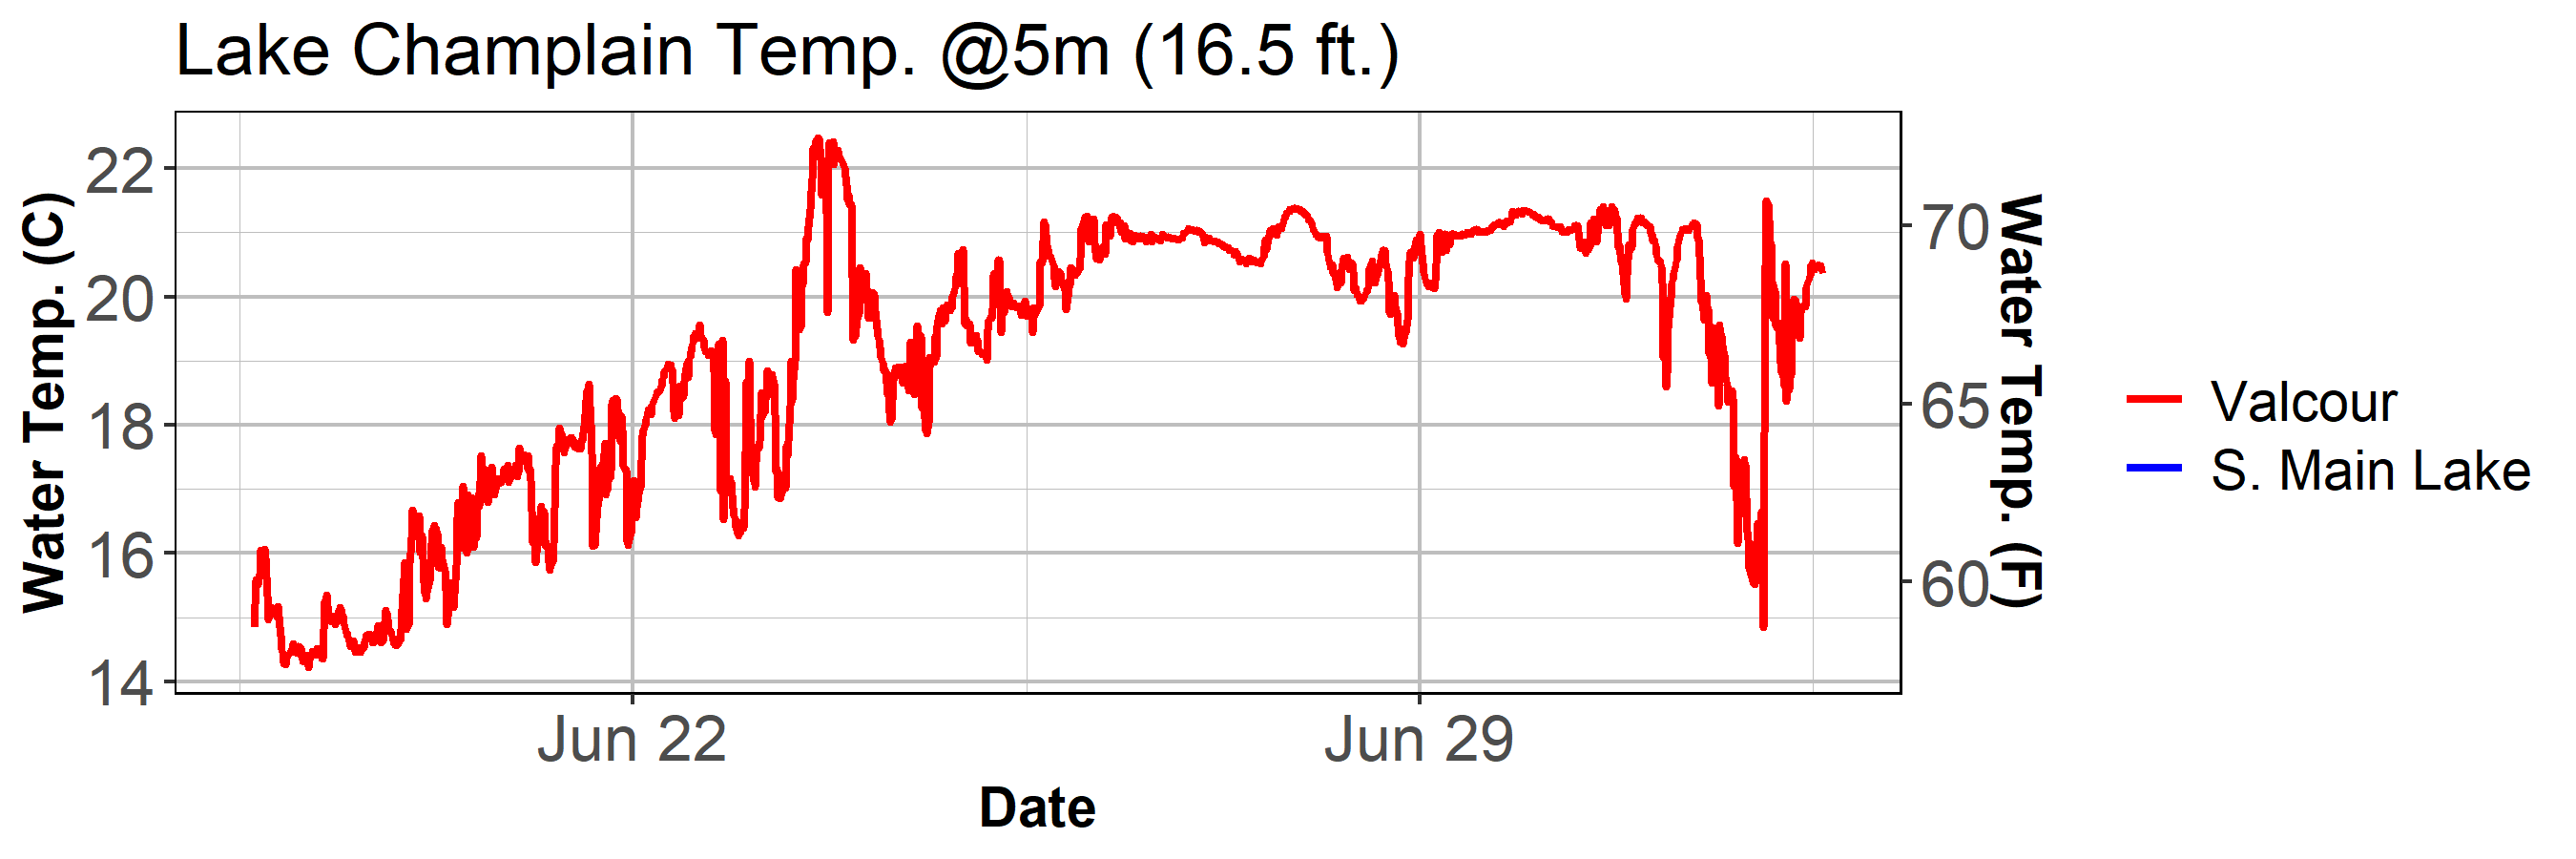 Lake Champlain Temp. @5m (16.5 ft.)
Water Temp. (C)
22
20
18
16
14
70
65
60
Water Temp. (F)
Jun 22
Jun 29
Date
Valcour
S. Main Lake